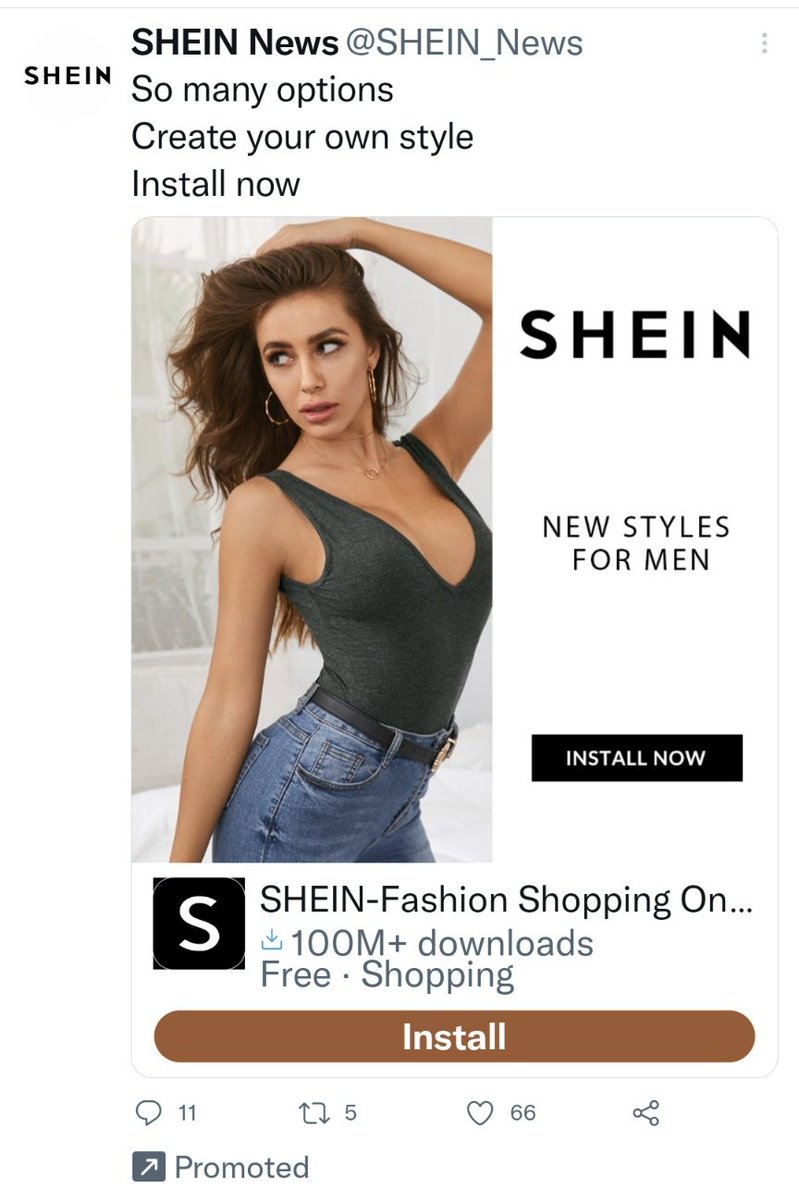 SHEIN
SHEIN News @SHEIN_News
So many options
Create your own style
Install now
SHEIN
NEW STYLES
FOR MEN
INSTALL NOW
S
SHEIN-Fashion Shopping On...
100M+ downloads
Free · Shopping
Install
11
5
66
Promoted